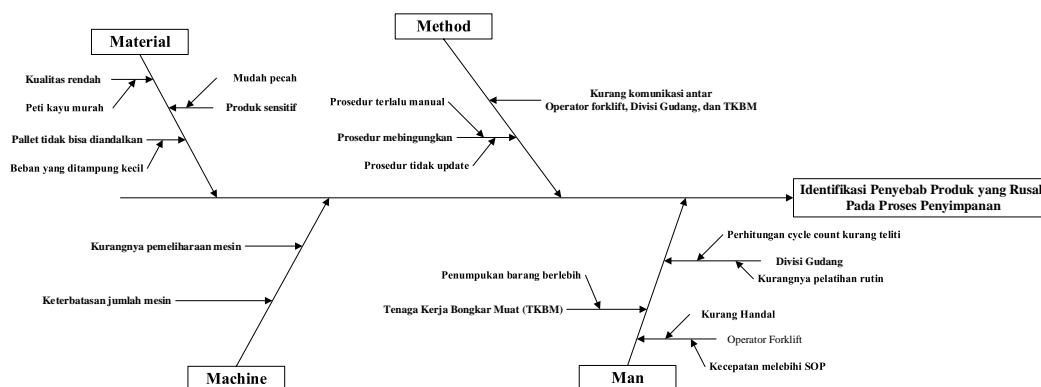 Material
Method
Kualitas rendah
Mudah pecah
Peti kayu murah
Produk sensitif
Pallet tidak bisa diandalkan
Beban yang ditampung kecil
Prosedur terlalu manual
Kurang komunikasi antar
Operator forklift, Divisi Gudang, dan TKBM
Prosedur mebingungkan
Prosedur tidak update
Identifikasi Penyebab Produk yang Rusak
Pada Proses Penyimpanan
Kurangnya pemeliharaan mesin
Keterbatasan jumlah mesin
Perhitungan cycle count kurang teliti
Divisi Gudang
Kurangnya pelatihan rutin
Penumpukan barang berlebih
Tenaga Kerja Bongkar Muat (TKBM)
Kurang Handal
Operator Forklift
Kecepatan melebihi SOP
Machine
Man